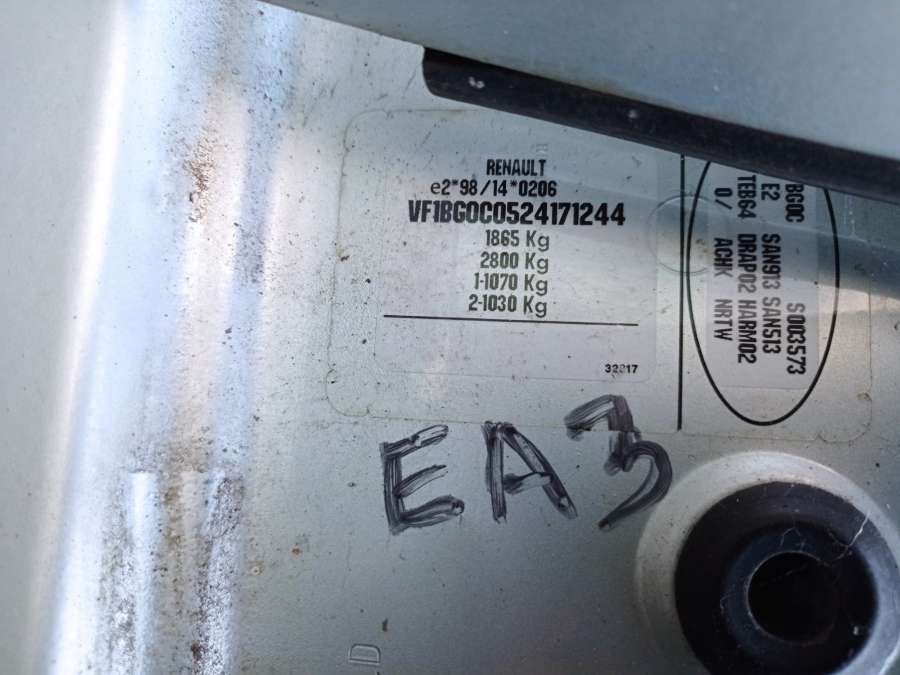 RENAULT
e2*98/14*0206
VF1BG0C0524171244
1865 Kg
2800 Kg
1-1070 Kg
2-1030 Kg
32217
BG0C S003573
E2 SAN913 SAN513
TEB64 DRAP02 HARM02
0/ ACHK NRTW
EA3
D